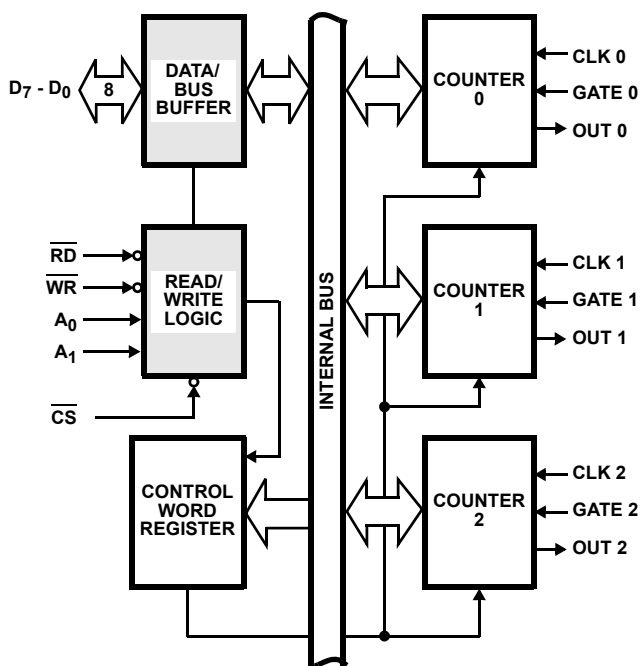 D7 - D0
8
DATA/
BUS
BUFFER
RD
WR
A0
A1
CS
READ/
WRITE
LOGIC
CONTROL
WORD
REGISTER
INTERNAL BUS
COUNTER
0
CLK 0
GATE 0
OUT 0
COUNTER
1
CLK 1
GATE 1
OUT 1
COUNTER
2
CLK 2
GATE 2
OUT 2